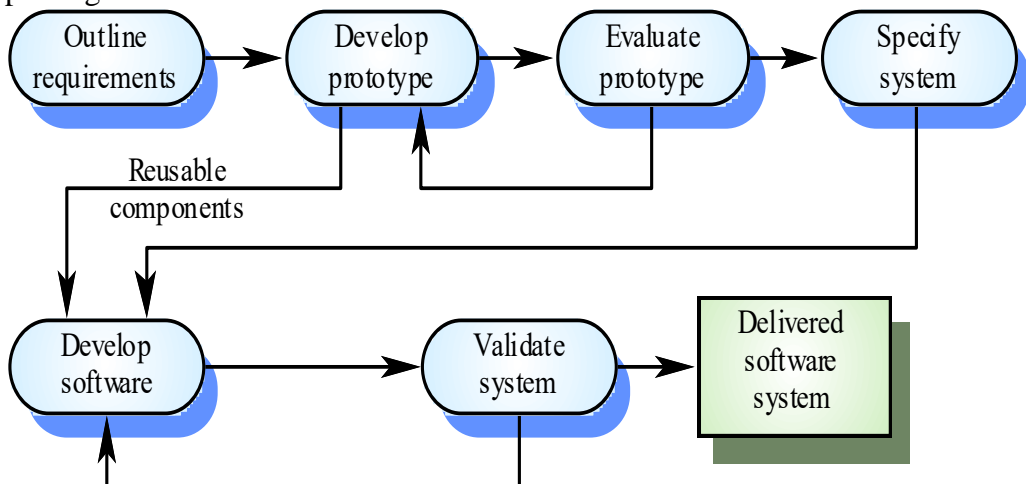 Outline
requirements
Develop
prototype
Evaluate
prototype
Specify
system
Reusable
components
Develop
software
Validate
system
Delivered
software
system